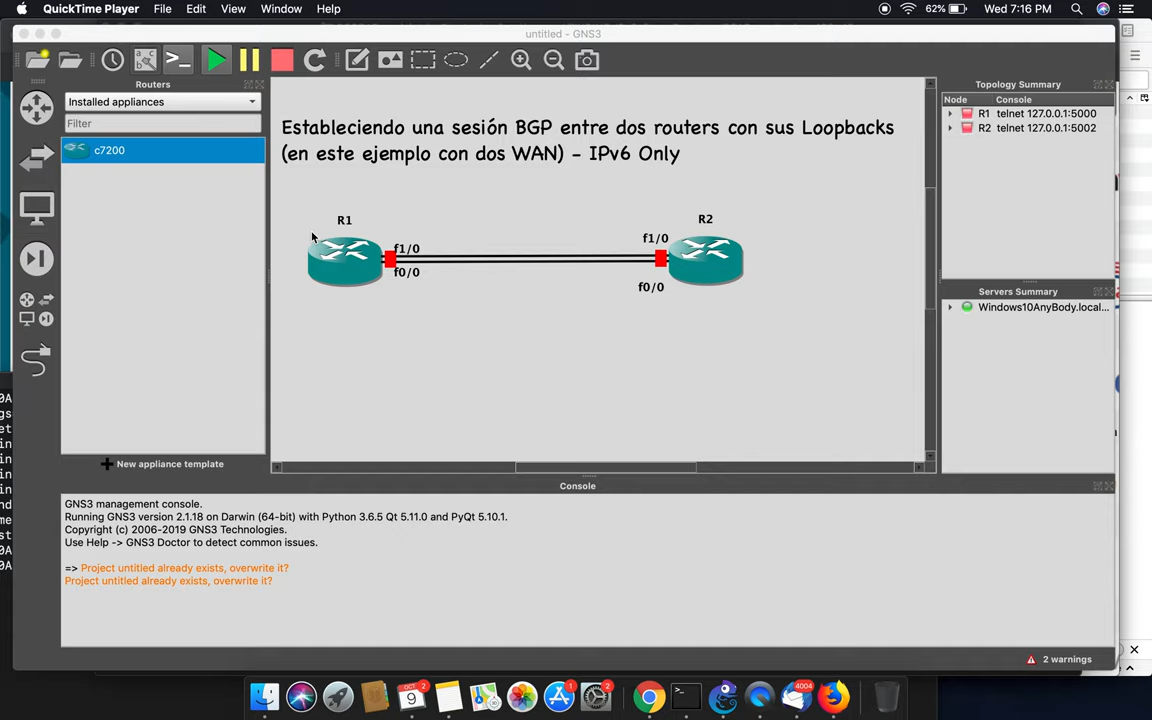 QuickTime Player File Edit View Window Help 62% Wed 7:16 PM
untitled - GNS3
Routers
Installed appliances
Filter
c7200
New appliance template
Estableciendo una sesión BGP entre dos routers con sus Loopbacks
(en este ejemplo con dos WAN) - IPv6 Only
R1
R2
f1/0
f1/0
f0/0
f0/0
Topology Summary
Node Console
R1 telnet 127.0.0.1:5000
R2 telnet 127.0.0.1:5002
Servers Summary
Windows10AnyBody.local...
Console
GNS3 management console.
Running GNS3 version 2.1.18 on Darwin (64-bit) with Python 3.6.5 Qt 5.11.0 and PyQt 5.10.1.
Copyright (c) 2006-2019 GNS3 Technologies.
Use Help -> GNS3 Doctor to detect common issues.
=> Project untitled already exists, overwrite it?
Project untitled already exists, overwrite it?
2 warnings
OCT
9
2
1
2
4004